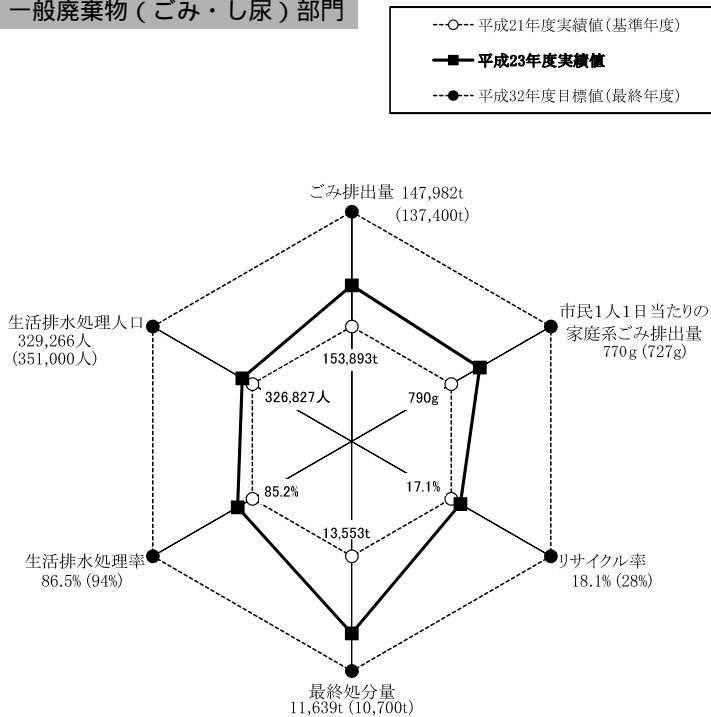 一般廃棄物(ごみ・し尿)部門
平成21年度実績値(基準年度)
平成23年度実績値
平成32年度目標値(最終年度)
ごみ排出量 147,982t
(137,400t)
市民1人1日当たりの
家庭系ごみ排出量
770g (727g)
生活排水処理人口
329,266人
(351,000人)
153,893t
326,827人
790g
85.2%
17.1%
13,553t
生活排水処理率
86.5% (94%)
リサイクル率
18.1% (28%)
最終処分量
11,639t (10,700t)